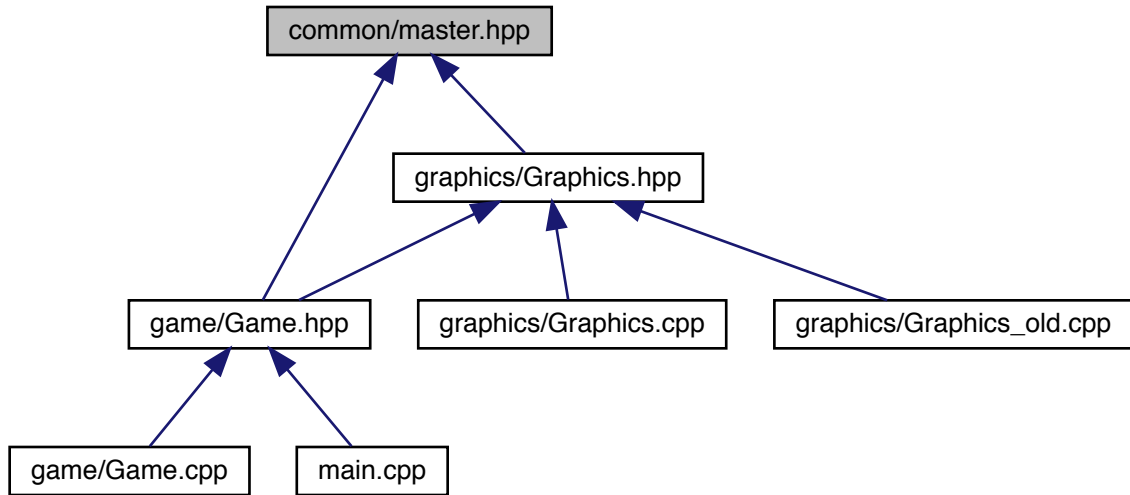 common/master.hpp
graphics/Graphics.hpp
game/Game.hpp
graphics/Graphics.cpp
graphics/Graphics_old.cpp
game/Game.cpp
main.cpp